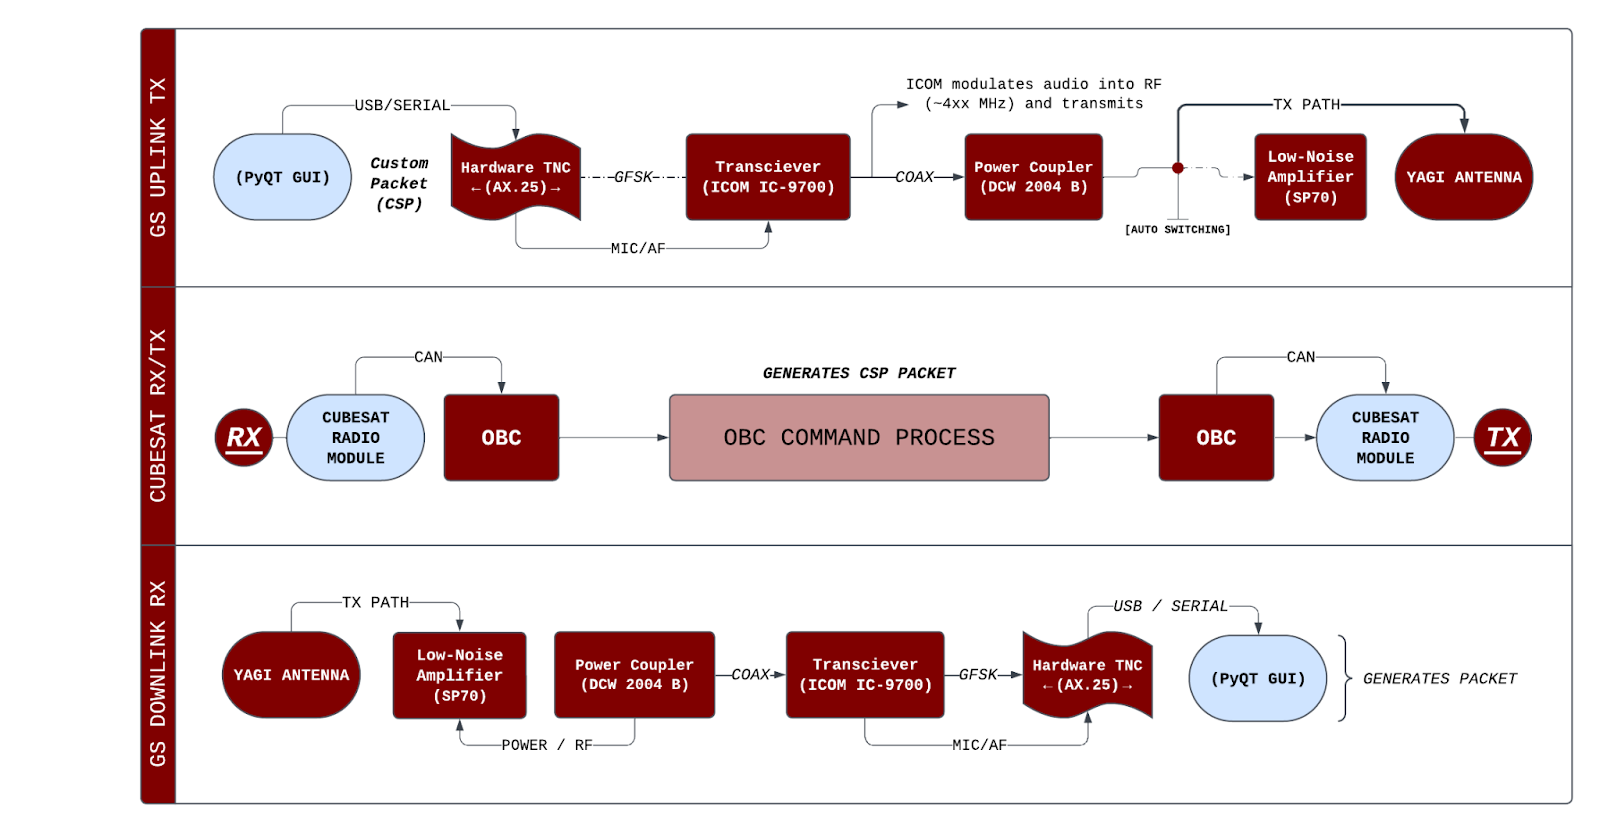 GS UPLINK TX
USB/SERIAL
(PyQT GUI)
Custom
Packet
(CSP)
Hardware TNC
←(AX.25)→
GFSK
MIC/AF
Transciever
(ICOM IC-9700)
ICOM modulates audio into RF
(~4xx MHz) and transmits
COAX
Power Coupler
(DCW 2004 B)
[AUTO SWITCHING]
TX PATH
Low-Noise
Amplifier
(SP70)
YAGI ANTENNA
CUBESAT RX/TX
RX
CUBESAT
RADIO
MODULE
CAN
OBC
GENERATES CSP PACKET
OBC COMMAND PROCESS
OBC
CAN
CUBESAT
RADIO
MODULE
TX
GS DOWNLINK RX
TX PATH
YAGI ANTENNA
Low-Noise
Amplifier
(SP70)
POWER / RF
Power Coupler
(DCW 2004 B)
COAX
Transciever
(ICOM IC-9700)
GFSK
MIC/AF
Hardware TNC
←(AX.25)→
USB / SERIAL
(PyQT GUI)
GENERATES PACKET